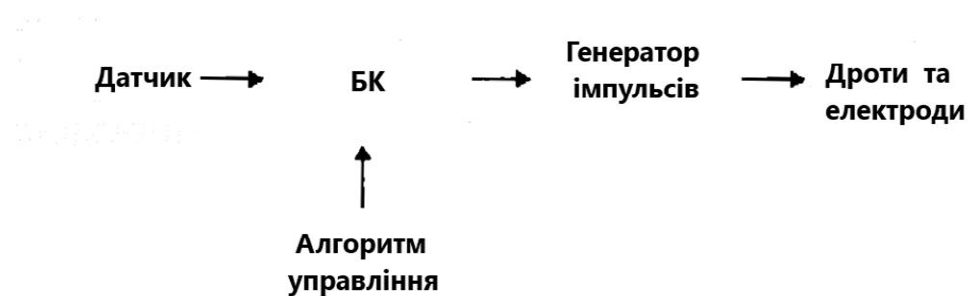 Датчик
БК
Генератор
імпульсів
Дроти та
електроди
Алгоритм
управління